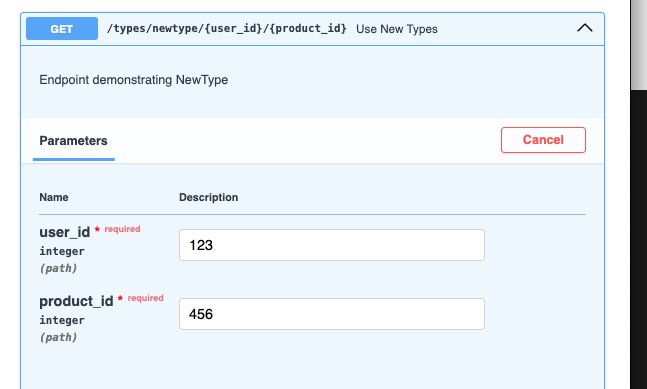 GET /types/newtype/{user_id}/{product_id} Use New Types
Endpoint demonstrating NewType
Parameters Cancel
Name Description
user_id * required
integer
(path)
123
product_id * required
integer
(path)
456